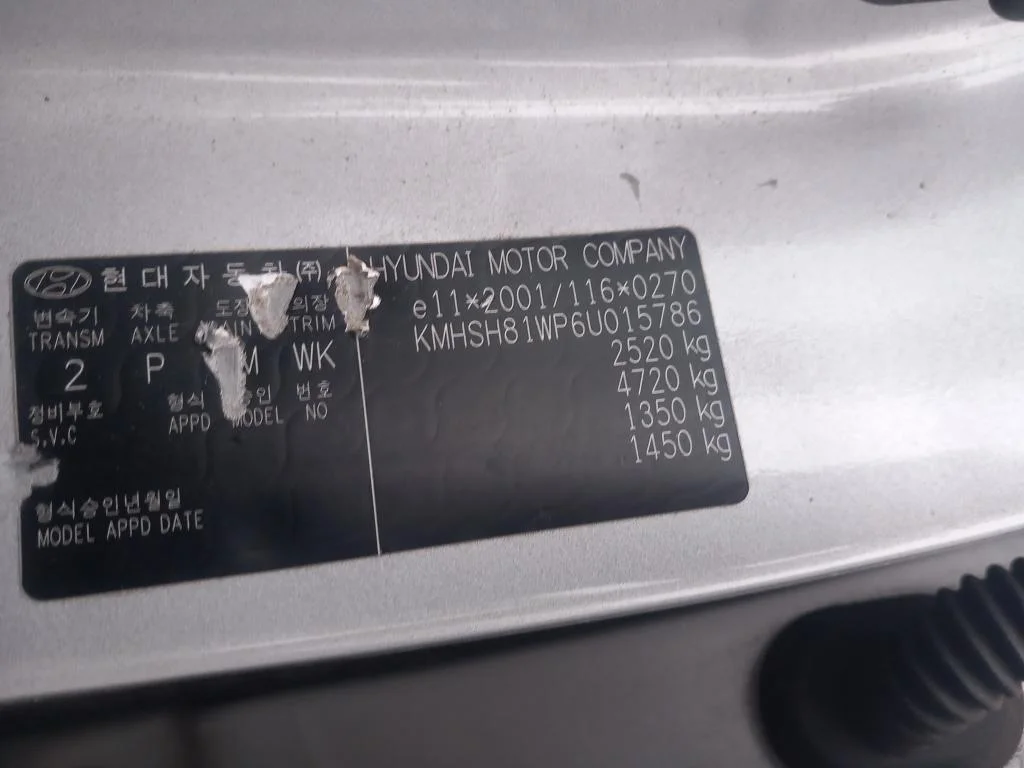 현대자동차(주) HYUNDAI MOTOR COMPANY
변속기 차축 의장 e11*2001/116*0270
TRANSM AXLE TRIM KMHSH81WP6U015786
2 P M WK 2520 kg
정비부호 형식 번호 4720 kg
S.V.C APPD MODEL NO 1350 kg
1450 kg
형식승인년월일
MODEL APPD DATE